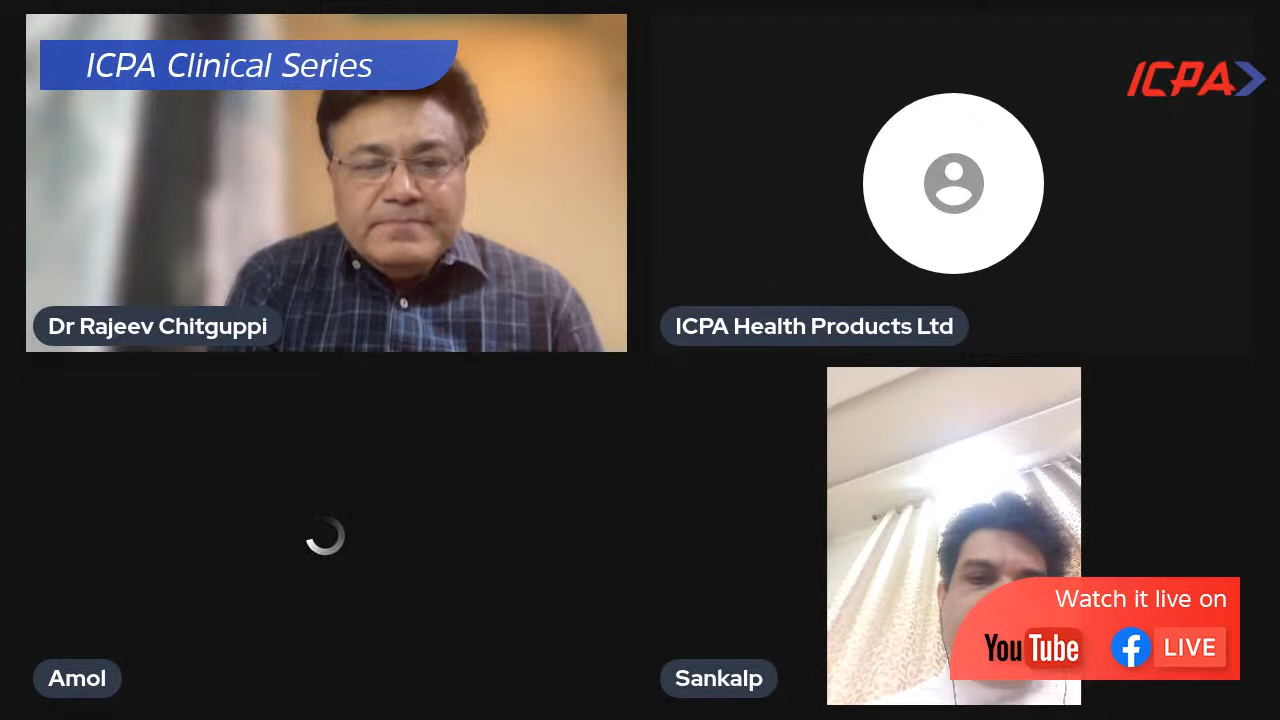 ICPA Clinical Series
ICPA
Dr Rajeev Chitguppi
ICPA Health Products Ltd
Amol
Sankalp
Watch it live on
YouTube
LIVE